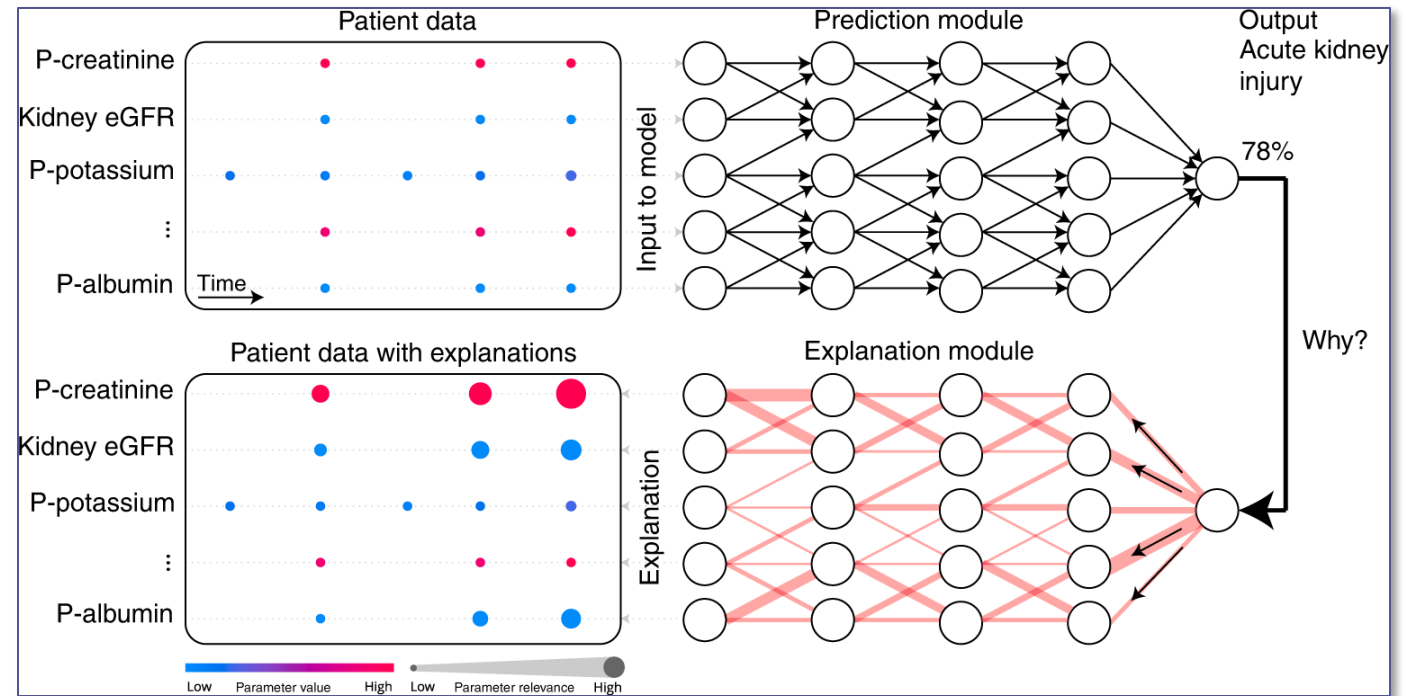 Patient data
P-creatinine
Kidney eGFR
P-potassium
...
P-albumin
Time
Input to model
Prediction module
Output
Acute kidney
injury
78%
Why?
Patient data with explanations
P-creatinine
Kidney eGFR
P-potassium
...
P-albumin
Explanation
Explanation module
Low Parameter value High
Low Parameter relevance High